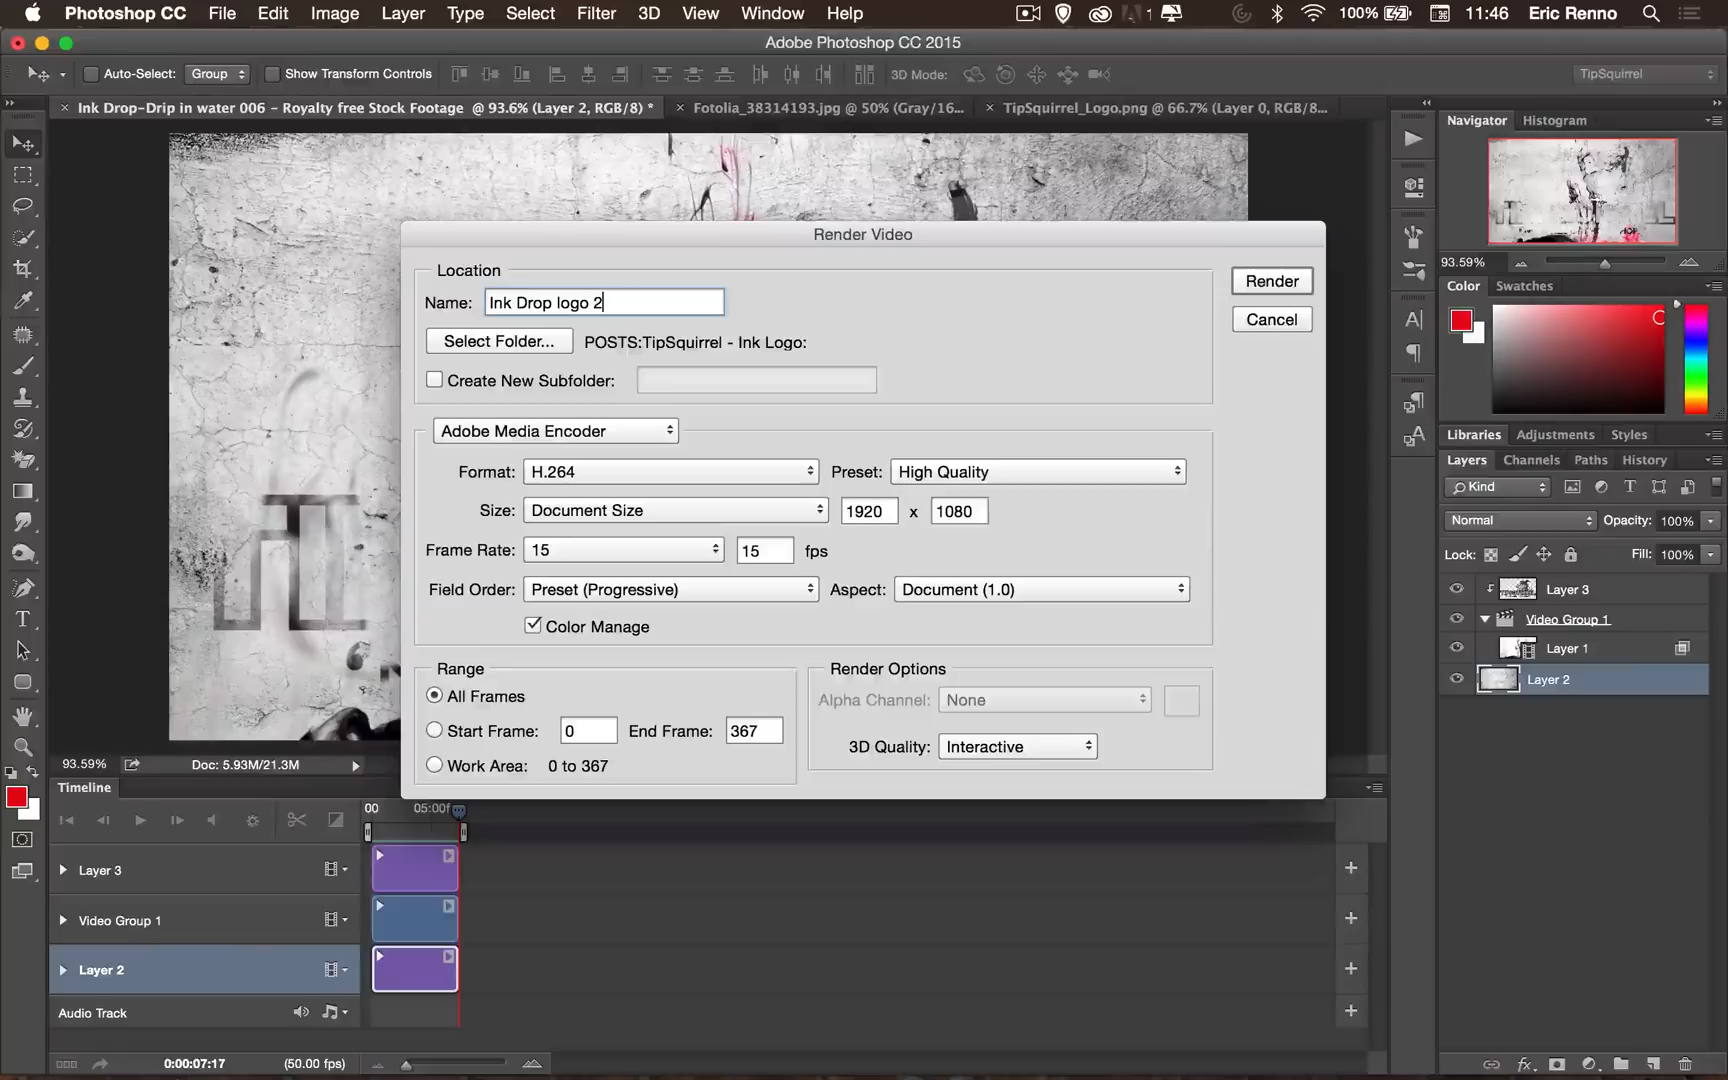 Photoshop CC File Edit Image Layer Type Select Filter 3D View Window Help 1 100% 11:46 Eric Renno
Adobe Photoshop CC 2015
Auto-Select: Group Show Transform Controls 3D Mode: TipSquirrel
× Ink Drop-Drip in water 006 - Royalty free Stock Footage @ 93.6% (Layer 2, RGB/8) * × Fotolia_38314193.jpg @ 50% (Gray/16... × TipSquirrel_Logo.png @ 66.7% (Layer 0, RGB/8...
Navigator Histogram
Render Video
Location
Name: Ink Drop logo 2
Render
Select Folder... POSTS:TipSquirrel - Ink Logo:
Cancel
Create New Subfolder:
Adobe Media Encoder
Format: H.264 Preset: High Quality
Size: Document Size 1920 x 1080
Frame Rate: 15 15 fps
Field Order: Preset (Progressive) Aspect: Document (1.0)
Color Manage
Range
All Frames
Start Frame: 0 End Frame: 367
Work Area: 0 to 367
Render Options
Alpha Channel: None
3D Quality: Interactive
93.59%
Color Swatches
Libraries Adjustments Styles
Layers Channels Paths History
Kind
Normal Opacity: 100%
Lock: Fill: 100%
Layer 3
Video Group 1
Layer 1
Layer 2
93.59% Doc: 5.93M/21.3M
Timeline
00 05:00f
Layer 3
Video Group 1
Layer 2
Audio Track
0:00:07:17 (50.00 fps)